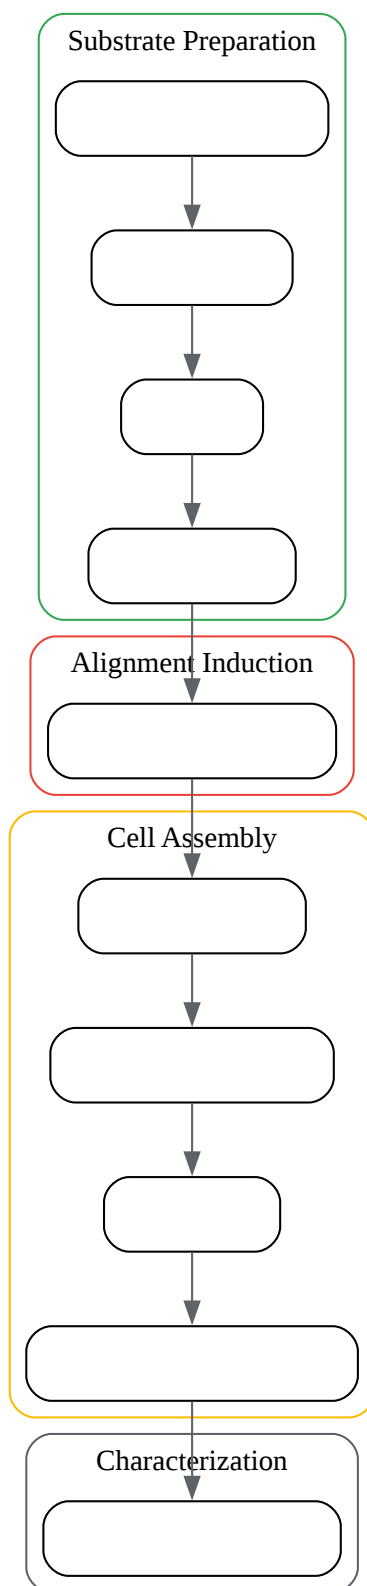 Substrate Preparation
Alignment Induction
Cell Assembly
Characterization